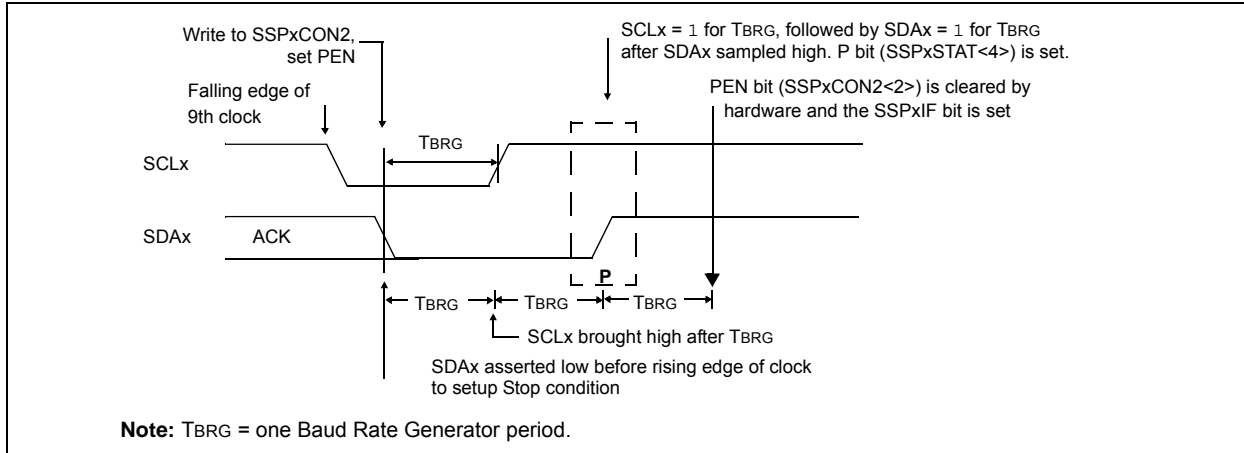 Write to SSPxCON2,
set PEN
SCLx = 1 for TBRG, followed by SDAx = 1 for TBRG
after SDAx sampled high. P bit (SSPxSTAT<4>) is set.
Falling edge of
9th clock
PEN bit (SSPxCON2<2>) is cleared by
hardware and the SSPxIF bit is set
TBRG
SCLx
SDAx
ACK
P
TBRG
TBRG
TBRG
SCLx brought high after TBRG
SDAx asserted low before rising edge of clock
to setup Stop condition
Note: TBRG = one Baud Rate Generator period.